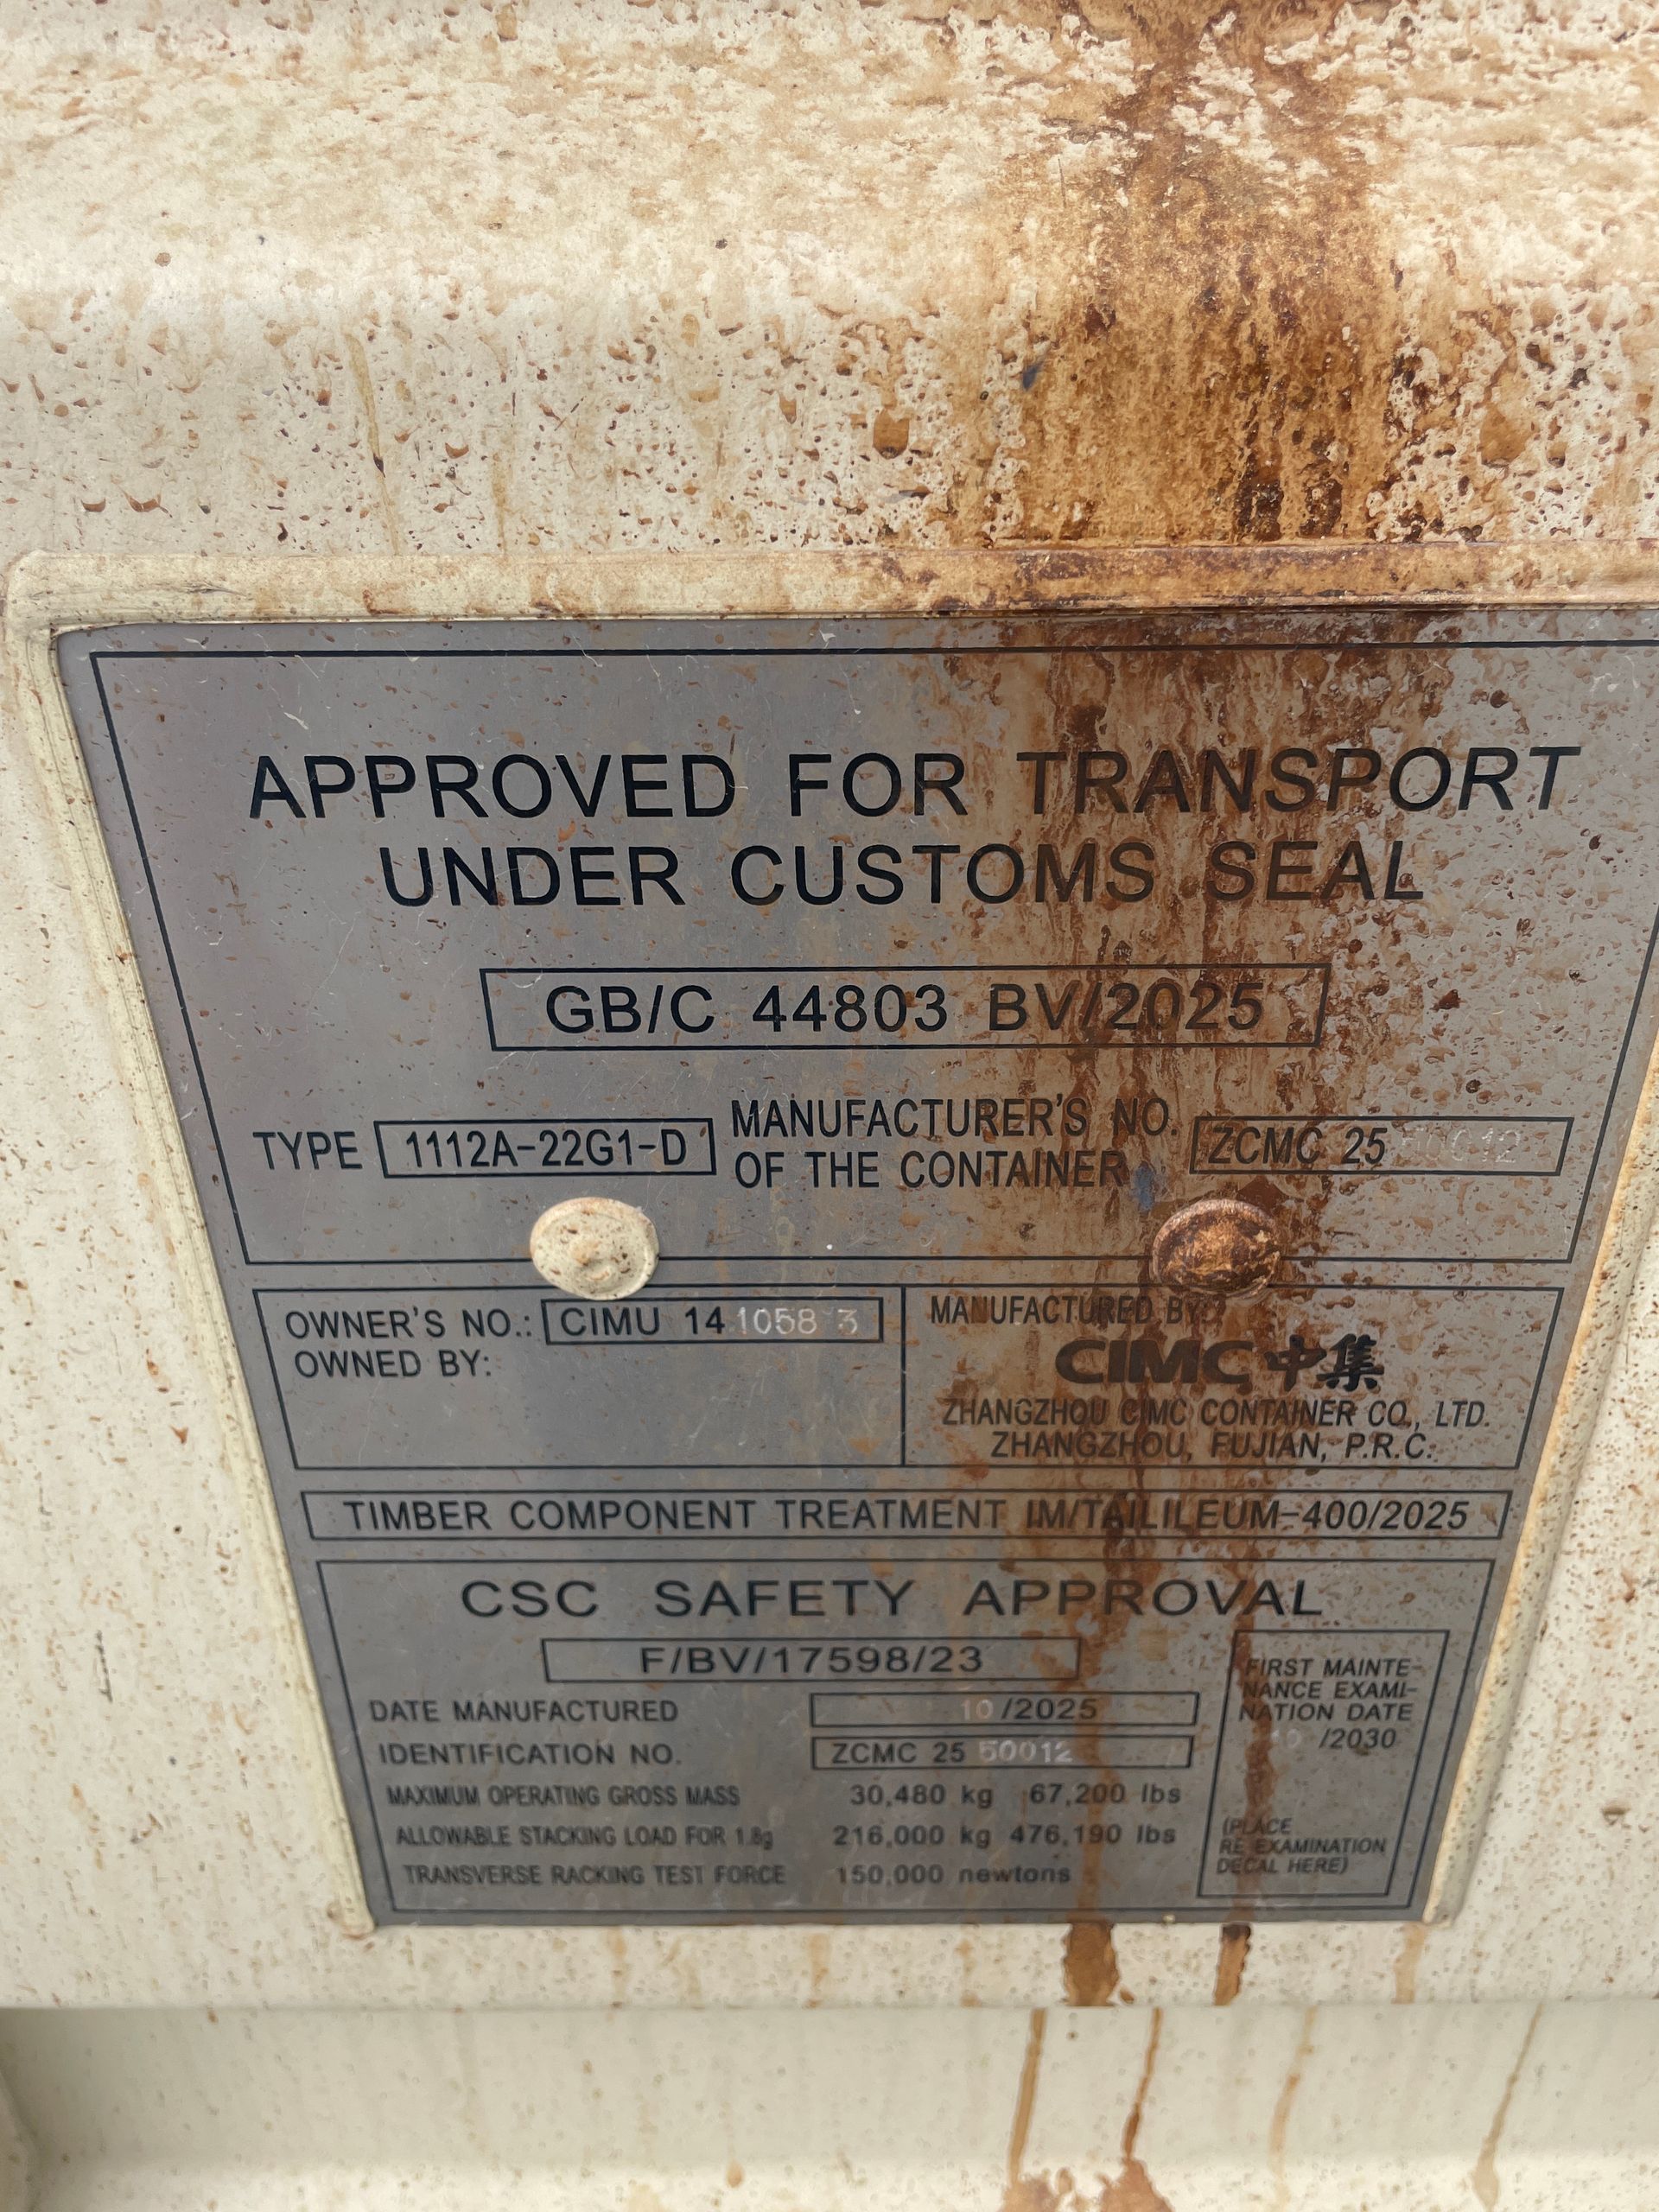 APPROVED FOR TRANSPORT
UNDER CUSTOMS SEAL
GB/C 44803 BV/2025
TYPE 1112A-22G1-D MANUFACTURER'S NO.
OF THE CONTAINER ZCMC 25 50012
OWNER'S NO.: CIMU 14 1058 3
OWNED BY:
MANUFACTURED BY:
CIMC 中集
ZHANGZHOU CIMC CONTAINER CO., LTD.
ZHANGZHOU, FUJIAN, P.R.C.
TIMBER COMPONENT TREATMENT IM/TAILILEUM-400/2025
CSC SAFETY APPROVAL
F/BV/17598/23
DATE MANUFACTURED 10/2025
IDENTIFICATION NO. ZCMC 25 50012
MAXIMUM OPERATING GROSS MASS 30,480 kg 67,200 lbs
ALLOWABLE STACKING LOAD FOR 1.8g 216,000 kg 476,190 lbs
TRANSVERSE RACKING TEST FORCE 150,000 newtons
FIRST MAINTE-
NANCE EXAMI-
NATION DATE
/2030
(PLACE
RE EXAMINATION
DECAL HERE)